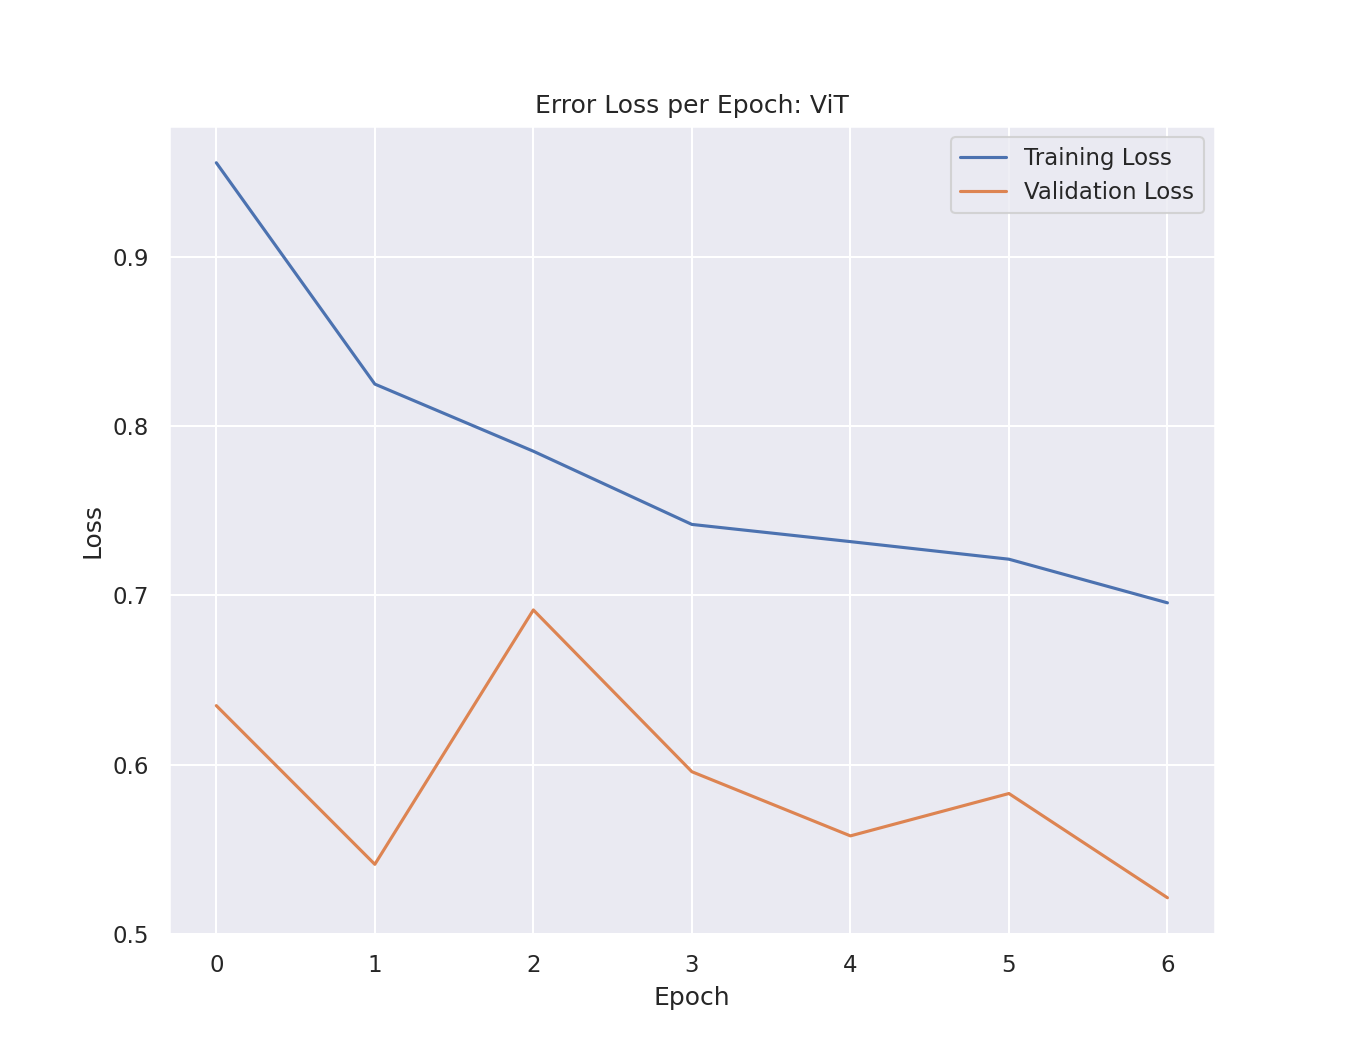 Error Loss per Epoch: ViT
Training Loss
Validation Loss
0.9
0.8
0.7
0.6
0.5
Loss
0 1 2 3 4 5 6
Epoch